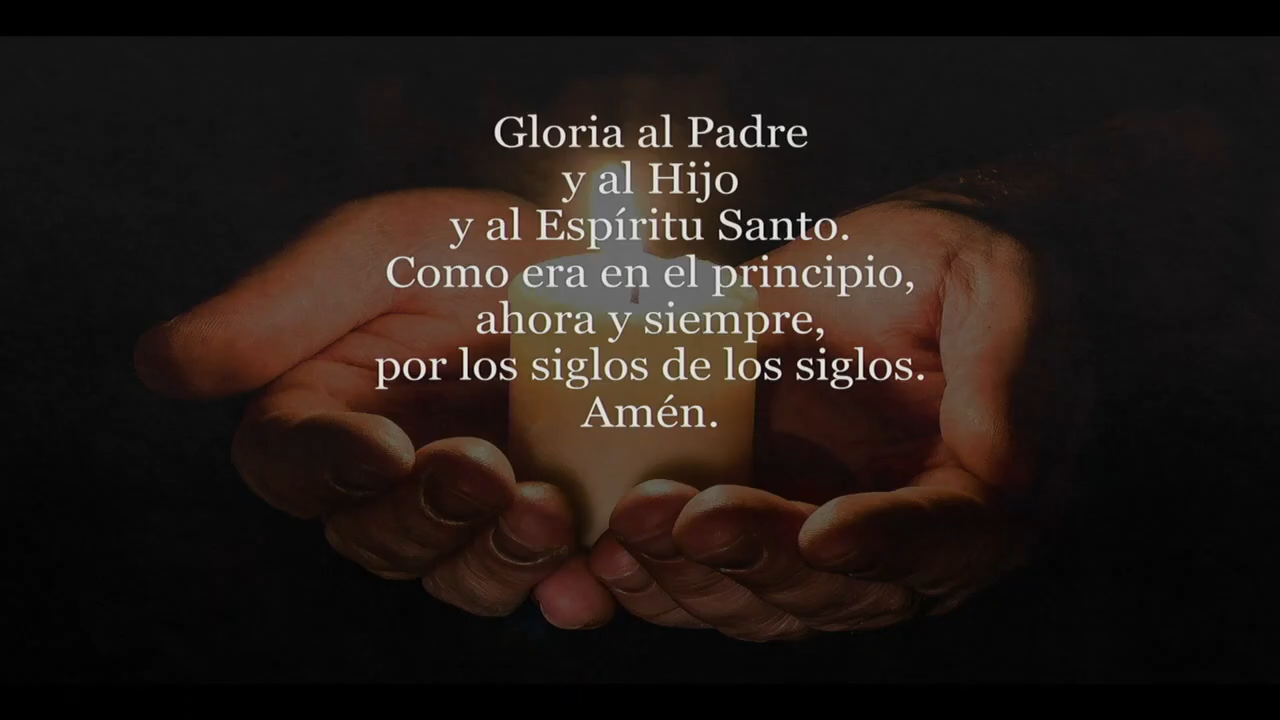 Gloria al Padre
y al Hijo
y al Espíritu Santo.
Como era en el principio,
ahora y siempre,
por los siglos de los siglos.
Amén.